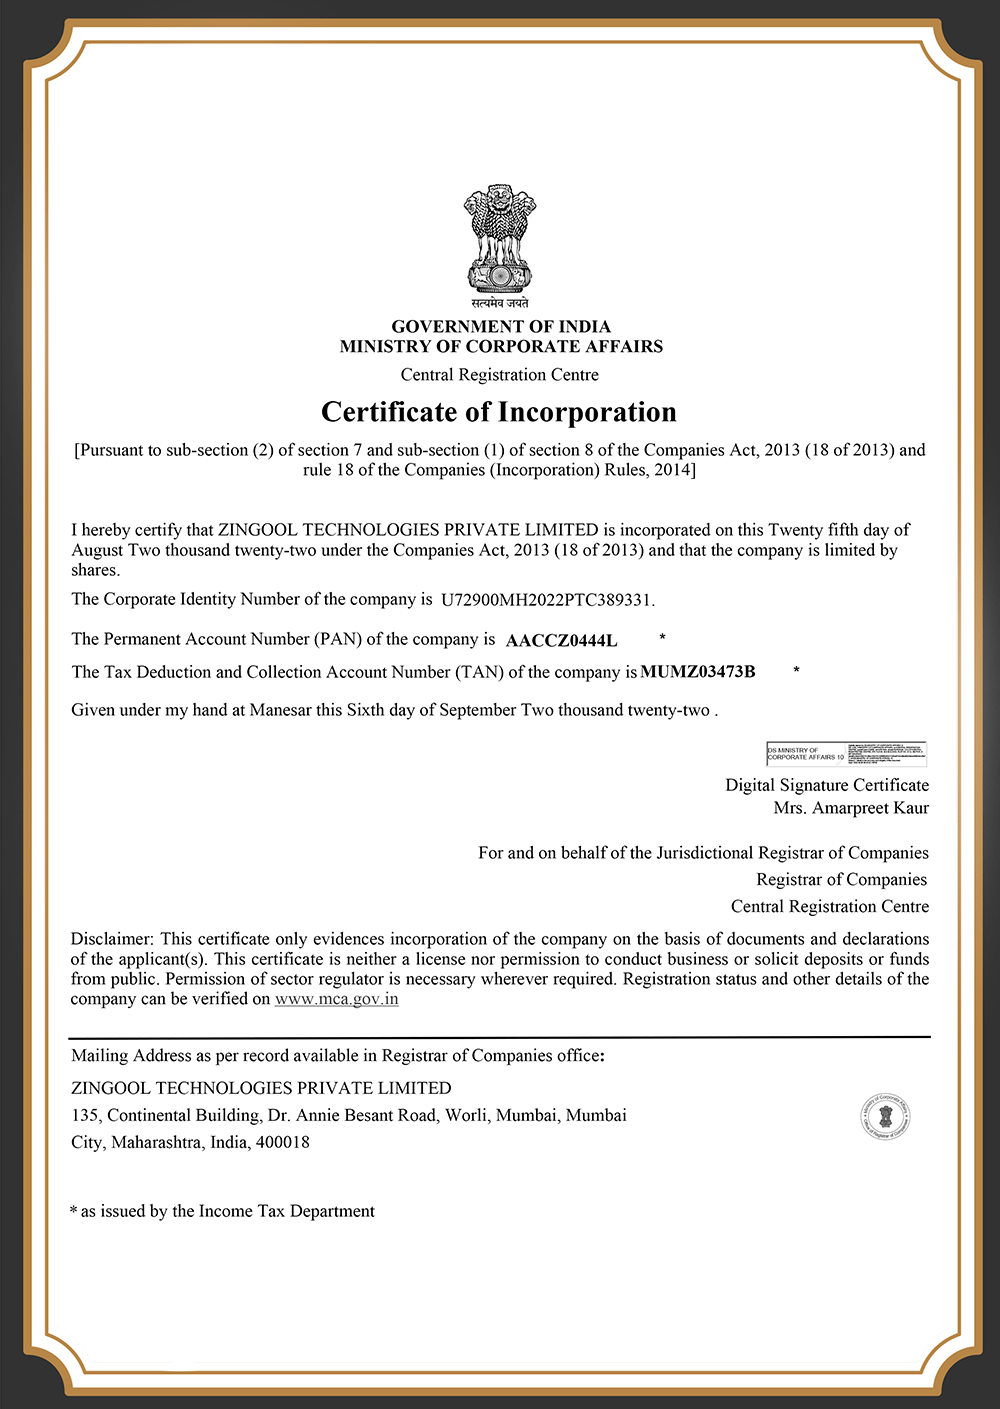 सत्यमेव जयते
GOVERNMENT OF INDIA
MINISTRY OF CORPORATE AFFAIRS
Central Registration Centre
Certificate of Incorporation
[Pursuant to sub-section (2) of section 7 and sub-section (1) of section 8 of the Companies Act, 2013 (18 of 2013) and
rule 18 of the Companies (Incorporation) Rules, 2014]
I hereby certify that ZINGOOL TECHNOLOGIES PRIVATE LIMITED is incorporated on this Twenty fifth day of
August Two thousand twenty-two under the Companies Act, 2013 (18 of 2013) and that the company is limited by
shares.
The Corporate Identity Number of the company is U72900MH2022PTC389331.
The Permanent Account Number (PAN) of the company is AACCZ0444L *
The Tax Deduction and Collection Account Number (TAN) of the company is MUMZ03473B *
Given under my hand at Manesar this Sixth day of September Two thousand twenty-two .
DS MINISTRY OF
CORPORATE AFFAIRS 10
Digital Signature Certificate
Mrs. Amarpreet Kaur
For and on behalf of the Jurisdictional Registrar of Companies
Registrar of Companies
Central Registration Centre
Disclaimer: This certificate only evidences incorporation of the company on the basis of documents and declarations
of the applicant(s). This certificate is neither a license nor permission to conduct business or solicit deposits or funds
from public. Permission of sector regulator is necessary wherever required. Registration status and other details of the
company can be verified on www.mca.gov.in
Mailing Address as per record available in Registrar of Companies office:
ZINGOOL TECHNOLOGIES PRIVATE LIMITED
135, Continental Building, Dr. Annie Besant Road, Worli, Mumbai, Mumbai
City, Maharashtra, India, 400018
Ministry of Corporate Affairs
Office of Registrar of Companies
* as issued by the Income Tax Department